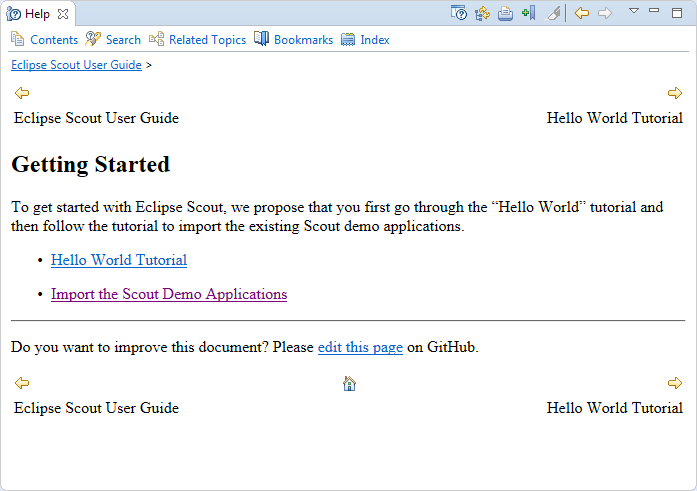 Help
Contents Search Related Topics Bookmarks Index
Eclipse Scout User Guide >
Eclipse Scout User Guide Hello World Tutorial
Getting Started
To get started with Eclipse Scout, we propose that you first go through the “Hello World” tutorial and
then follow the tutorial to import the existing Scout demo applications.
• Hello World Tutorial
• Import the Scout Demo Applications
Do you want to improve this document? Please edit this page on GitHub.
Eclipse Scout User Guide Hello World Tutorial